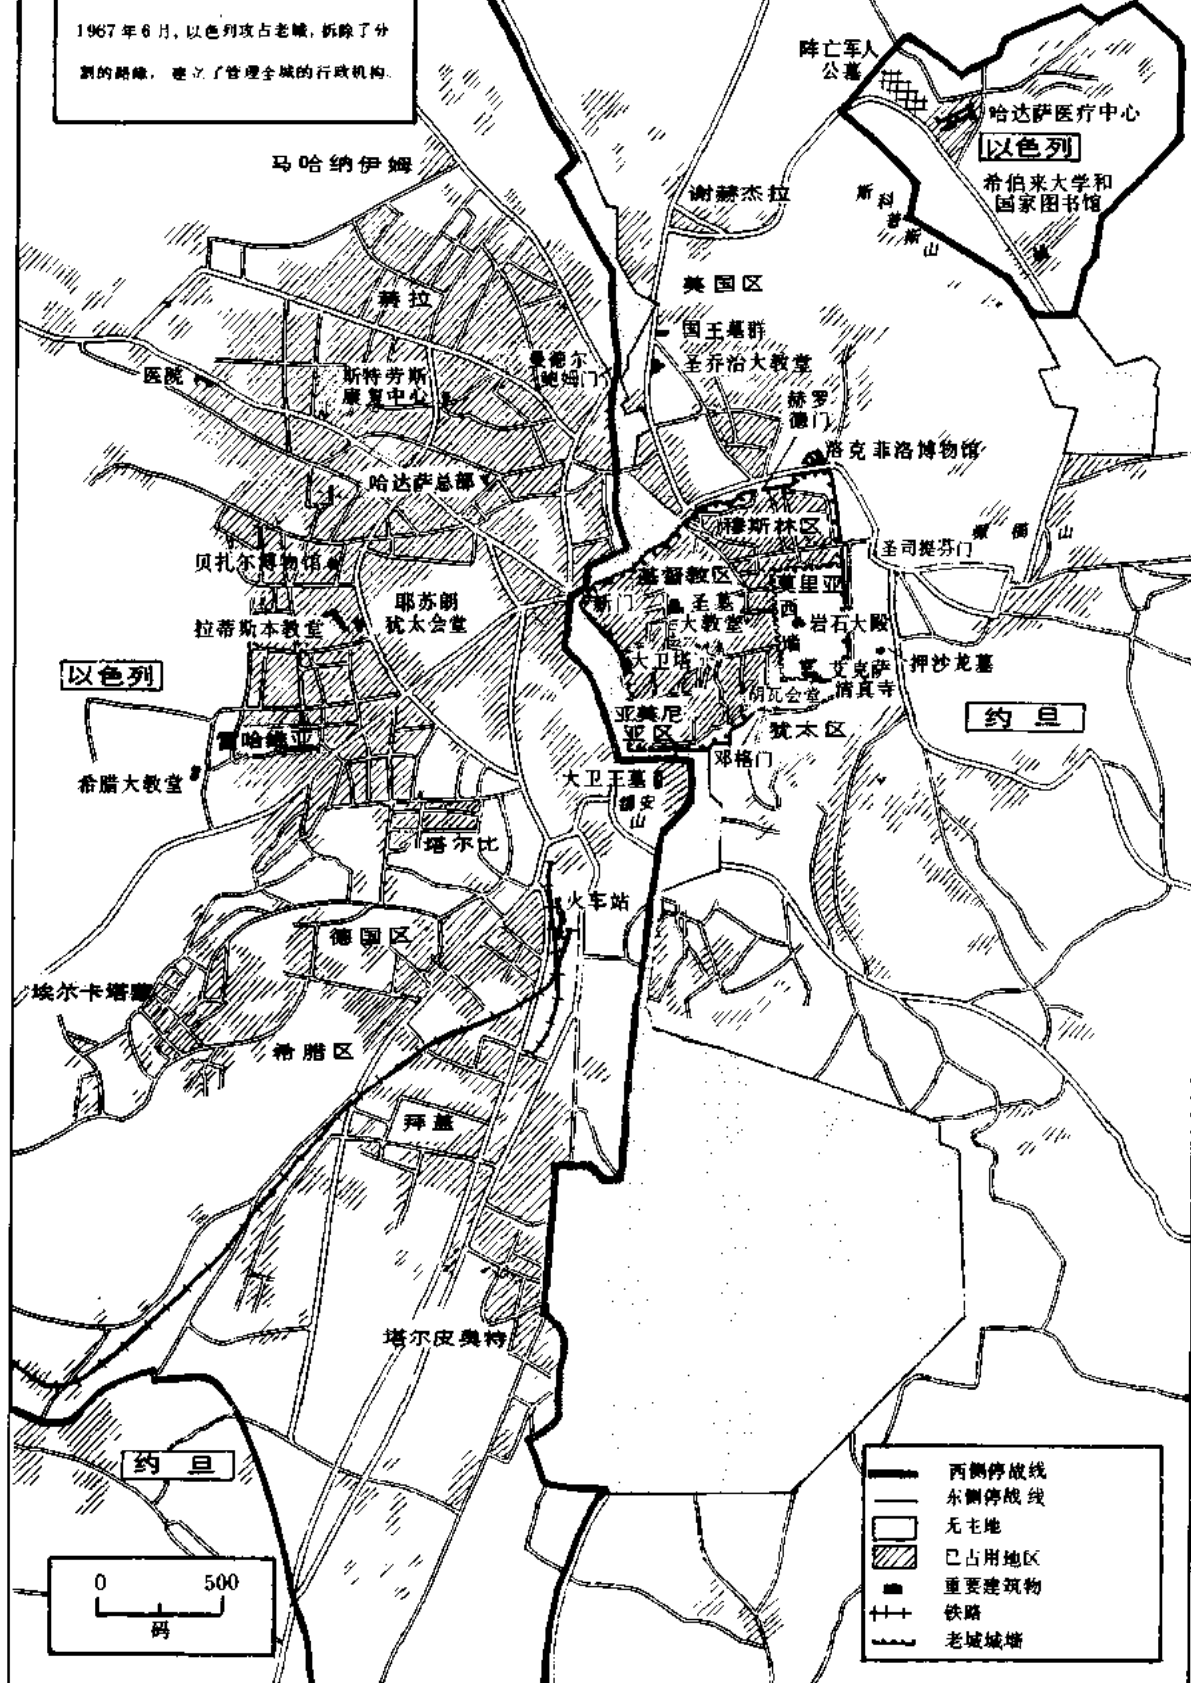 1967年6月，以色列攻占老城，拆除了分
割的路缘，建立了管理全城的行政机构.
阵亡军人
公墓
哈达萨医疗中心
以色列
希伯来大学和
国家图书馆
斯科普斯山
马哈纳伊姆
谢赫杰拉
美国区
赫拉
国王墓群
圣乔治大教堂
曼德尔
鲍姆门
医院
斯特劳斯
康复中心
赫罗
德门
洛克菲洛博物馆
哈达萨总部
穆斯林区
圣司提芬门
贝扎尔博物馆
基督教区
莫里亚
耶苏朗
犹太会堂
新门
圣墓
大教堂
西
墙
岩石大殿
拉蒂斯本教堂
大卫塔
艾克萨
清真寺
押沙龙墓
以色列
胡瓦会堂
约旦
亚美尼
亚区
犹太区
雷哈维亚
邓格门
希腊大教堂
大卫王墓
锡安
山
塔尔比
火车站
德国区
埃尔卡塔蒙
希腊区
拜盖
塔尔皮奥特
约旦
西侧停战线
东侧停战线
无主地
已占用地区
重要建筑物
铁路
老城城墙
0 500
码